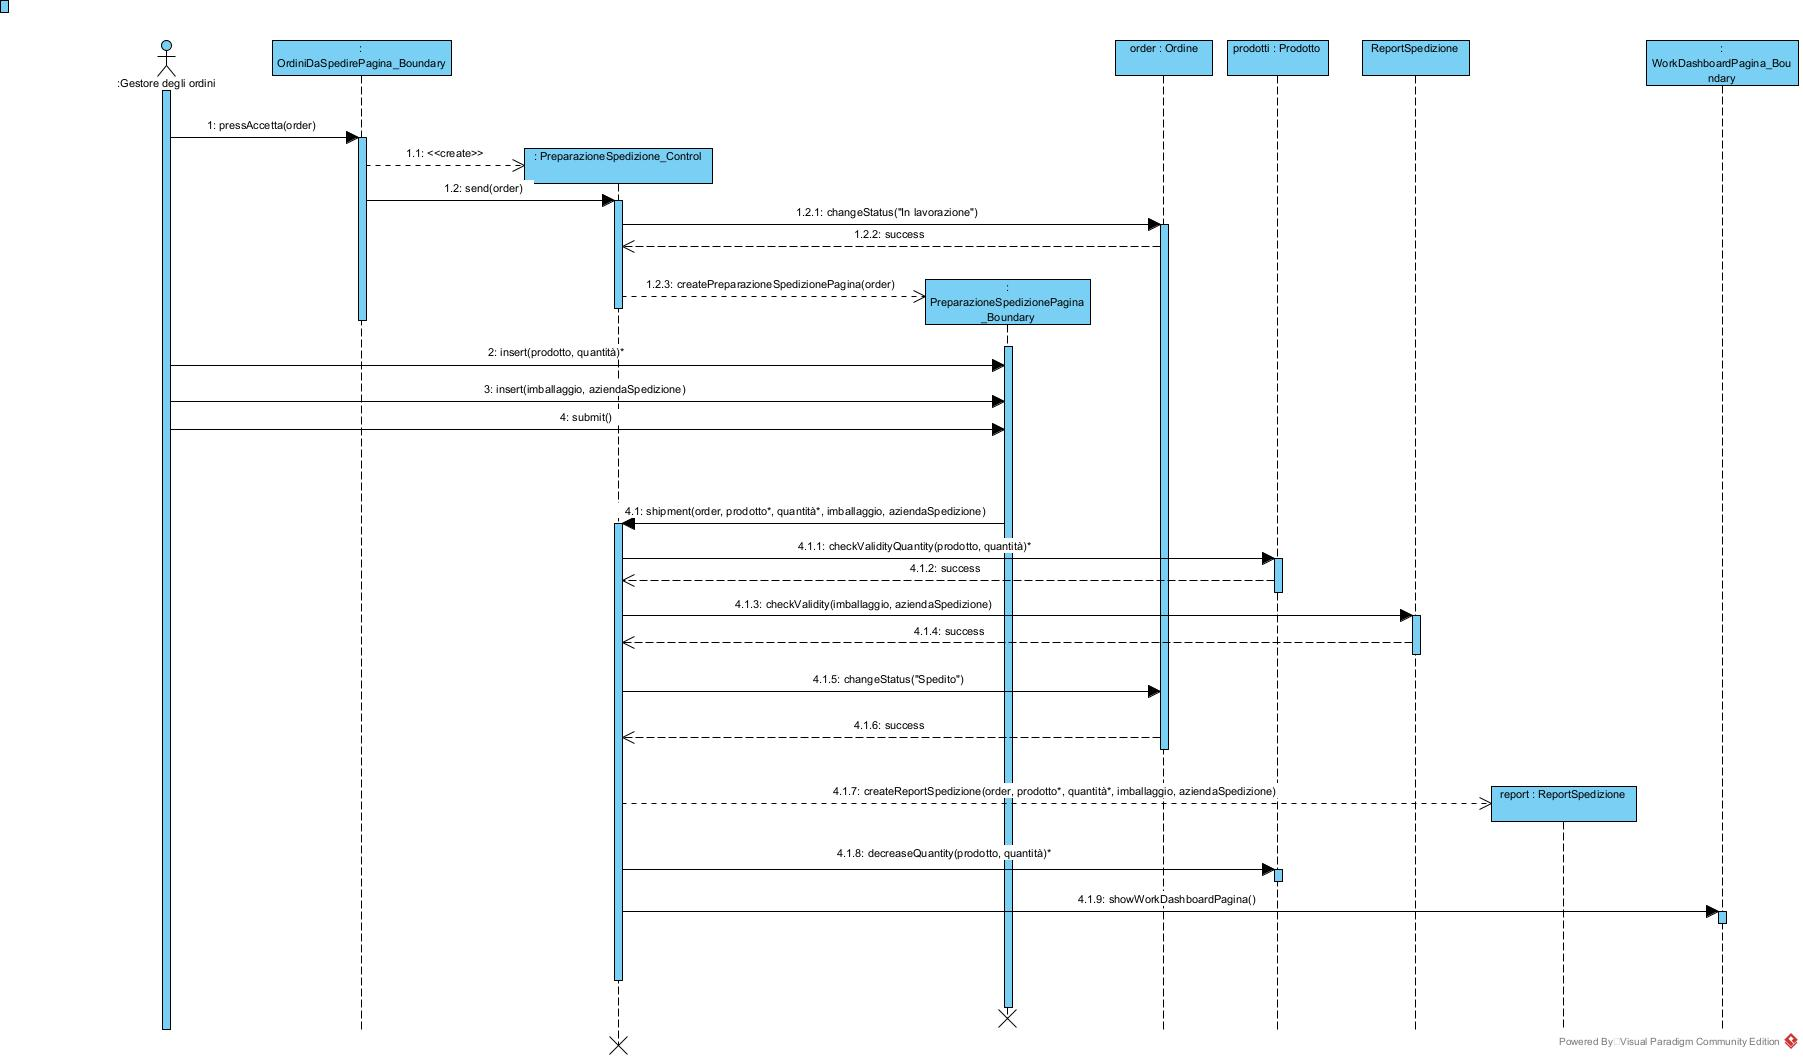 :
OrdiniDaSpedirePagina_Boundary
order : Ordine
prodotti : Prodotto
ReportSpedizione
:
WorkDashboardPagina_Bou
ndary
:Gestore degli ordini
1: pressAccetta(order)
1.1: <<create>>
: PreparazioneSpedizione_Control
1.2: send(order)
1.2.1: changeStatus("In lavorazione")
1.2.2: success
1.2.3: createPreparazioneSpedizionePagina(order)
:
PreparazioneSpedizionePagina
_Boundary
2: insert(prodotto, quantità)*
3: insert(imballaggio, aziendaSpedizione)
4: submit()
4.1: shipment(order, prodotto*, quantità*, imballaggio, aziendaSpedizione)
4.1.1: checkValidityQuantity(prodotto, quantità)*
4.1.2: success
4.1.3: checkValidity(imballaggio, aziendaSpedizione)
4.1.4: success
4.1.5: changeStatus("Spedito")
4.1.6: success
4.1.7: createReportSpedizione(order, prodotto*, quantità*, imballaggio, aziendaSpedizione)
report : ReportSpedizione
4.1.8: decreaseQuantity(prodotto, quantità)*
4.1.9: showWorkDashboardPagina()
Powered By Visual Paradigm Community Edition